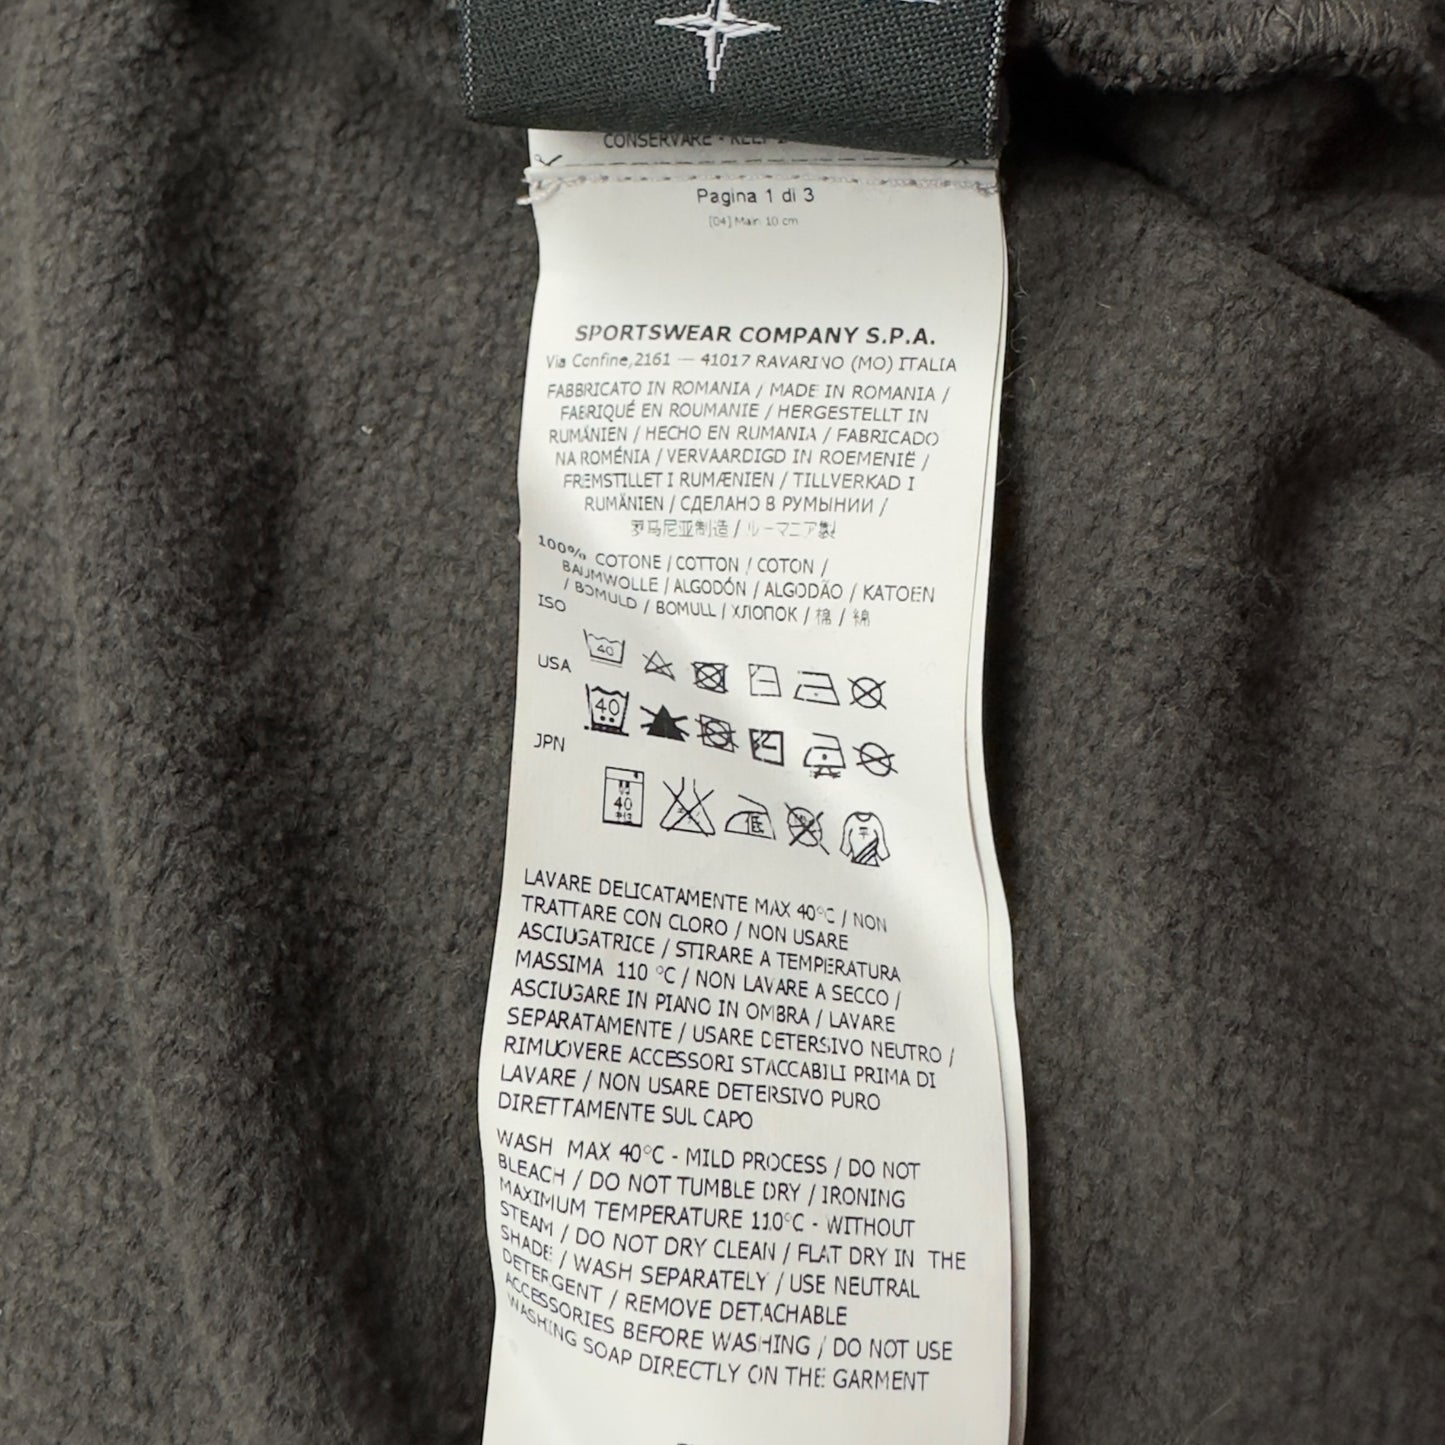 CONSERVARE - KEEP
Pagina 1 di 3
[04] Main 10 cm
SPORTSWEAR COMPANY S.P.A.
Via Confine,2161 — 41017 RAVARINO (MO) ITALIA
FABBRICATO IN ROMANIA / MADE IN ROMANIA /
FABRIQUÉ EN ROUMANIE / HERGESTELLT IN
RUMÄNIEN / HECHO EN RUMANIA / FABRICADO
NA ROMÉNIA / VERVAARDIGD IN ROEMENIË /
FREMSTILLET I RUMÆNIEN / TILLVERKAD I
RUMÄNIEN / СДЕЛАНО В РУМЫНИИ /
罗马尼亚制造 / ルーマニア製
100% COTONE / COTTON / COTON /
BAUMWOLLE / ALGODÓN / ALGODÃO / KATOEN
/ BOMULD / BOMULL / ХЛОПОК / 棉 / 綿
ISO
40
USA
40
JPN
40
低
平
LAVARE DELICATAMENTE MAX 40°C / NON
TRATTARE CON CLORO / NON USARE
ASCIUGATRICE / STIRARE A TEMPERATURA
MASSIMA 110 °C / NON LAVARE A SECCO /
ASCIUGARE IN PIANO IN OMBRA / LAVARE
SEPARATAMENTE / USARE DETERSIVO NEUTRO /
RIMUOVERE ACCESSORI STACCABILI PRIMA DI
LAVARE / NON USARE DETERSIVO PURO
DIRETTAMENTE SUL CAPO
WASH MAX 40°C - MILD PROCESS / DO NOT
BLEACH / DO NOT TUMBLE DRY / IRONING
MAXIMUM TEMPERATURE 110°C - WITHOUT
STEAM / DO NOT DRY CLEAN / FLAT DRY IN THE
SHADE / WASH SEPARATELY / USE NEUTRAL
DETERGENT / REMOVE DETACHABLE
ACCESSORIES BEFORE WASHING / DO NOT USE
WASHING SOAP DIRECTLY ON THE GARMENT